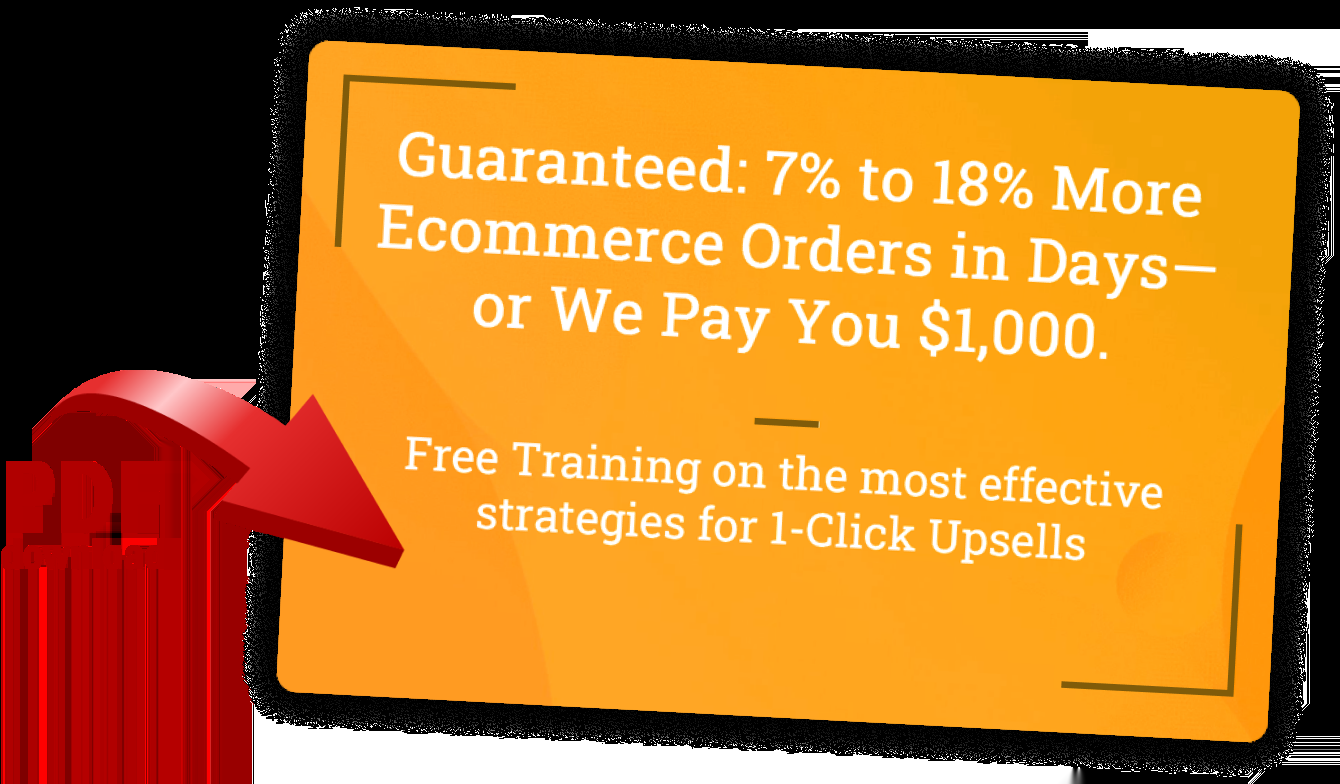 Guaranteed: 7% to 18% More
Ecommerce Orders in Days—
or We Pay You $1,000.
Free Training on the most effective
strategies for 1-Click Upsells